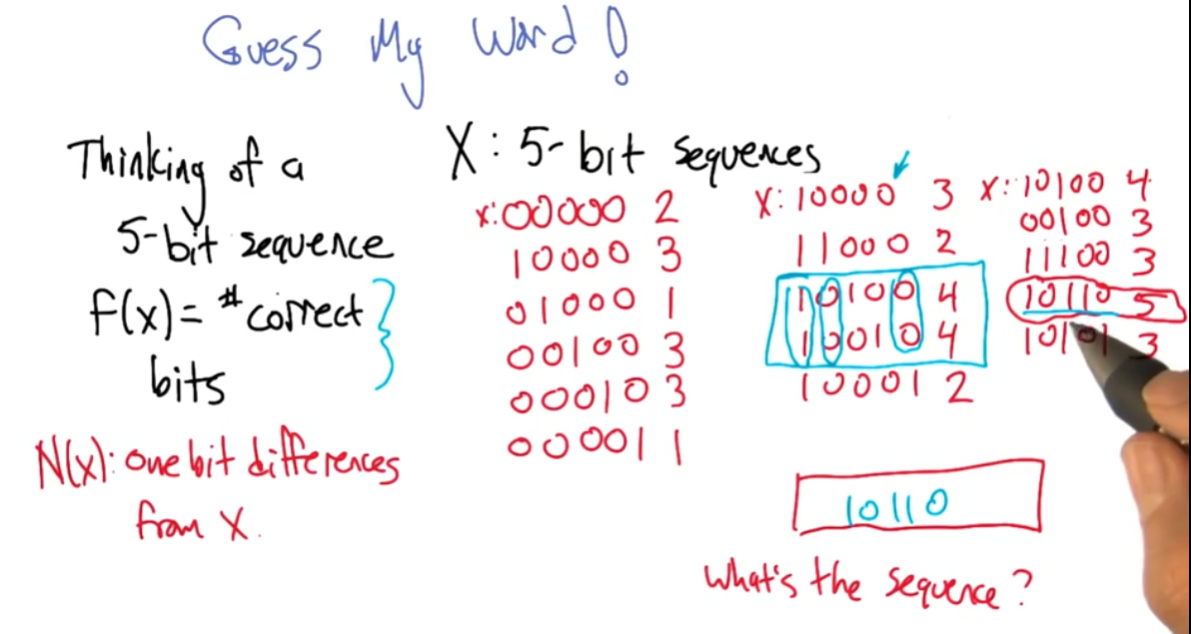 Guess My Word!
Thinking of a
5-bit sequence
f(x) = # correct
bits
N(x): one bit differences
from X.
X: 5-bit sequences
x: 00000 2
10000 3
01000 1
00100 3
00010 3
00001 1
X: 10000 3
11000 2
10100 4
10010 4
10001 2
X: 10100 4
00100 3
11100 3
10110 5
10101 3
10110
What's the sequence?